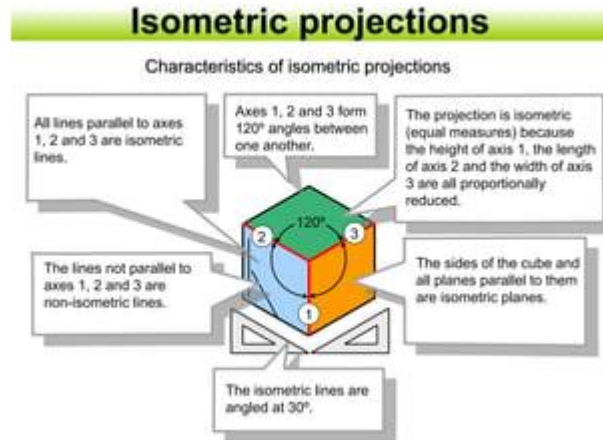 Isometric projections
Characteristics of isometric projections
All lines parallel to axes
1, 2 and 3 are isometric
lines.
Axes 1, 2 and 3 form
120º angles between
one another.
The projection is isometric
(equal measures) because
the height of axis 1, the length
of axis 2 and the width of axis
3 are all proportionally
reduced.
120º
2
3
1
The lines not parallel to
axes 1, 2 and 3 are
non-isometric lines.
The sides of the cube and
all planes parallel to them
are isometric planes.
The isometric lines are
angled at 30º.